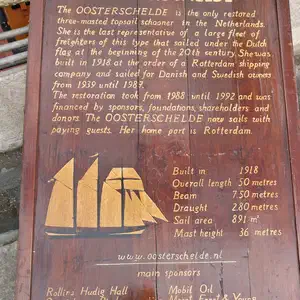 The OOSTERSCHELDE is the only restored
three-masted topsail schooner in the Netherlands.
She is the last representative of a large fleet of
freighters of this type that sailed under the Dutch
flag at the beginning of the 20th century. She was
built in 1918 at the order of a Rotterdam shipping
company and sailed for Danish and Swedish owners
from 1939 until 1987.
The restoration took from 1988 until 1992 and was
financed by sponsors, foundations, shareholders and
donors. The OOSTERSCHELDE now sails with
paying guests. Her home port is Rotterdam.
Built in 1918
Overall length 50 metres
Beam 7.50 metres
Draught 2.80 metres
Sail area 891 m²
Mast height 36 metres
www.oosterschelde.nl
main sponsors
Rollins Hudig Hall Mobil Oil